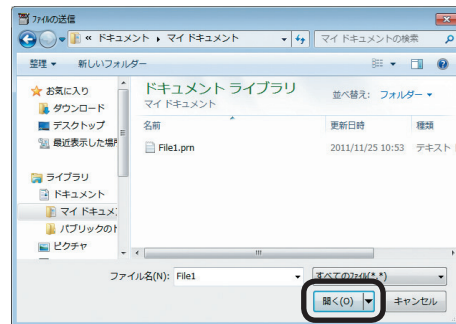 ファイルの送信
« ドキュメント ▸ マイ ドキュメント
マイ ドキュメントの検索
整理 ▾ 新しいフォルダー
お気に入り
ダウンロード
デスクトップ
最近表示した場所
ライブラリ
ドキュメント
マイ ドキュメ
パブリックのド
ピクチャ
ドキュメント ライブラリ
マイ ドキュメント
並べ替え: フォルダー ▾
名前 更新日時 種類
File1.prn 2011/11/25 10:53 テキスト
ファイル名(N): File1
すべてのファイル(*.*)
開く(O) キャンセル